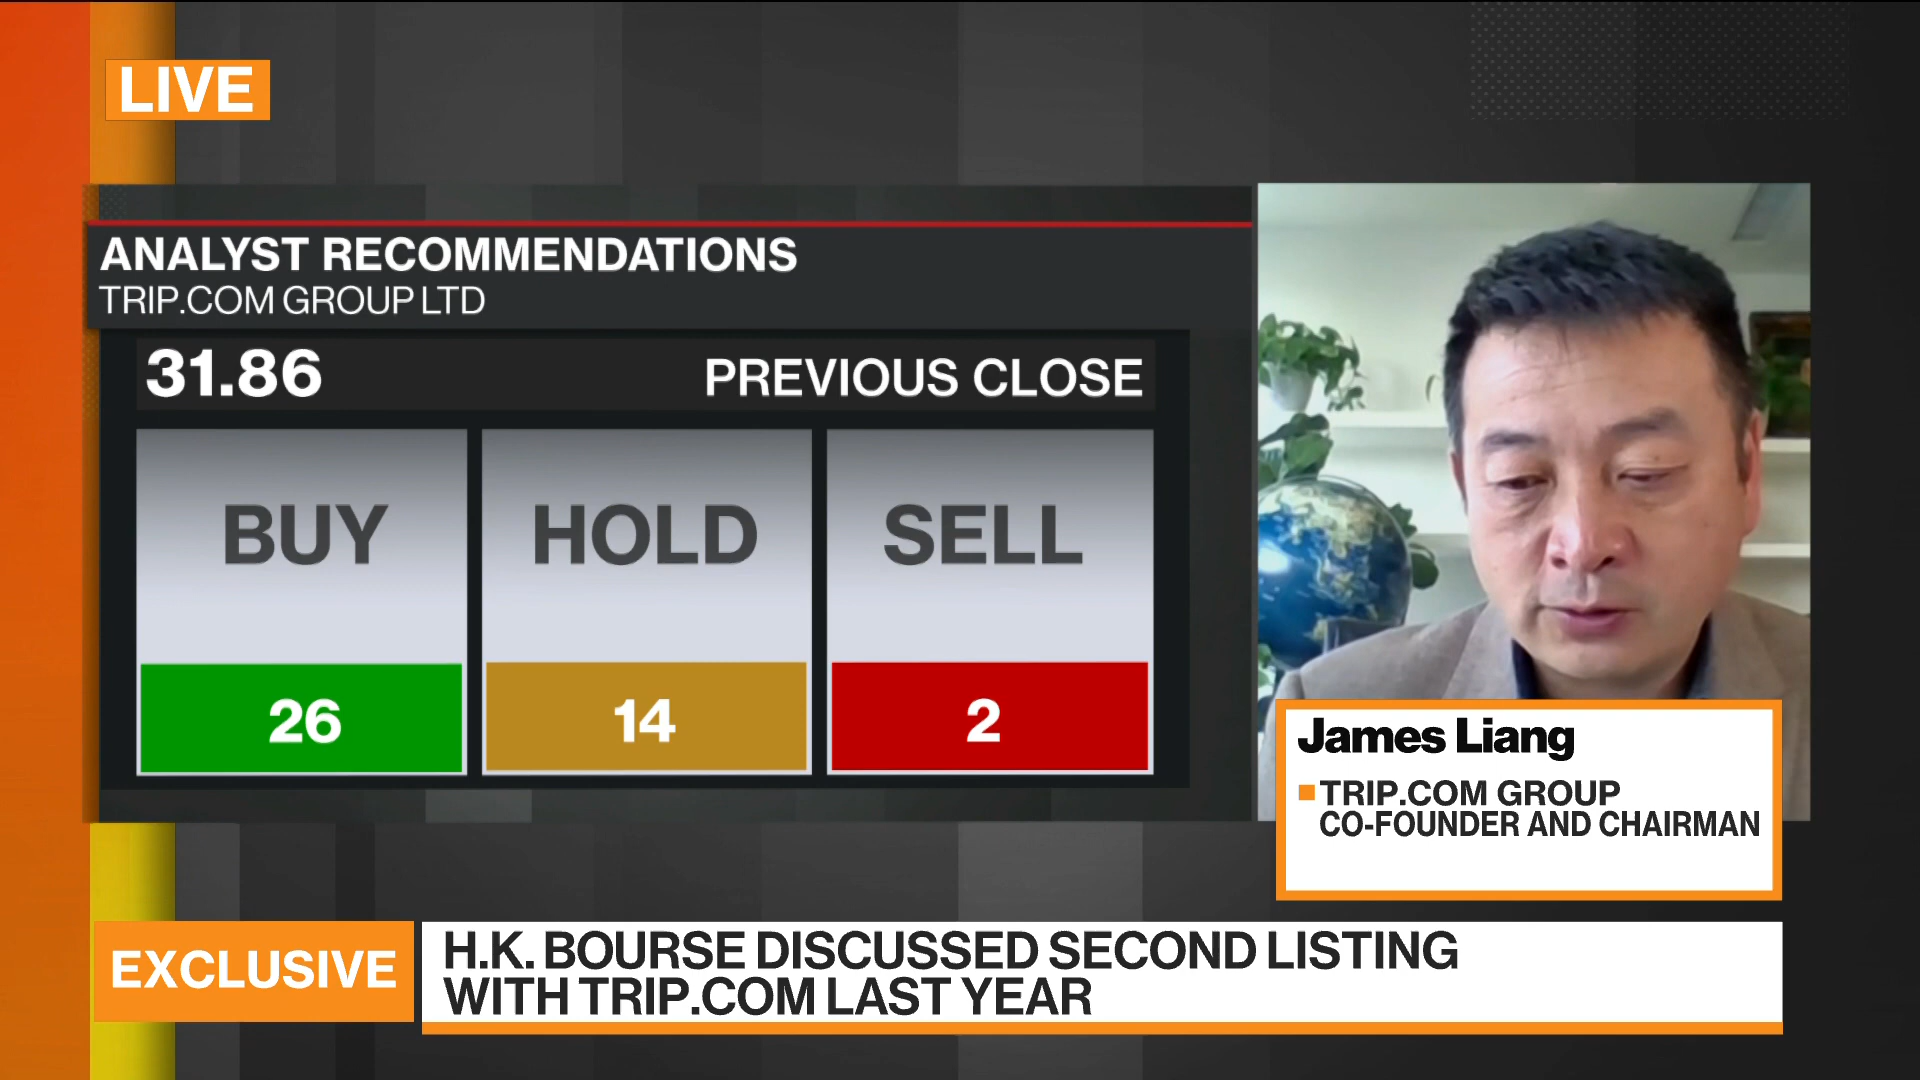 LIVE
ANALYST RECOMMENDATIONS
TRIP.COM GROUP LTD
31.86 PREVIOUS CLOSE
BUY HOLD SELL
26 14 2
James Liang
TRIP.COM GROUP
CO-FOUNDER AND CHAIRMAN
EXCLUSIVE
H.K. BOURSE DISCUSSED SECOND LISTING
WITH TRIP.COM LAST YEAR